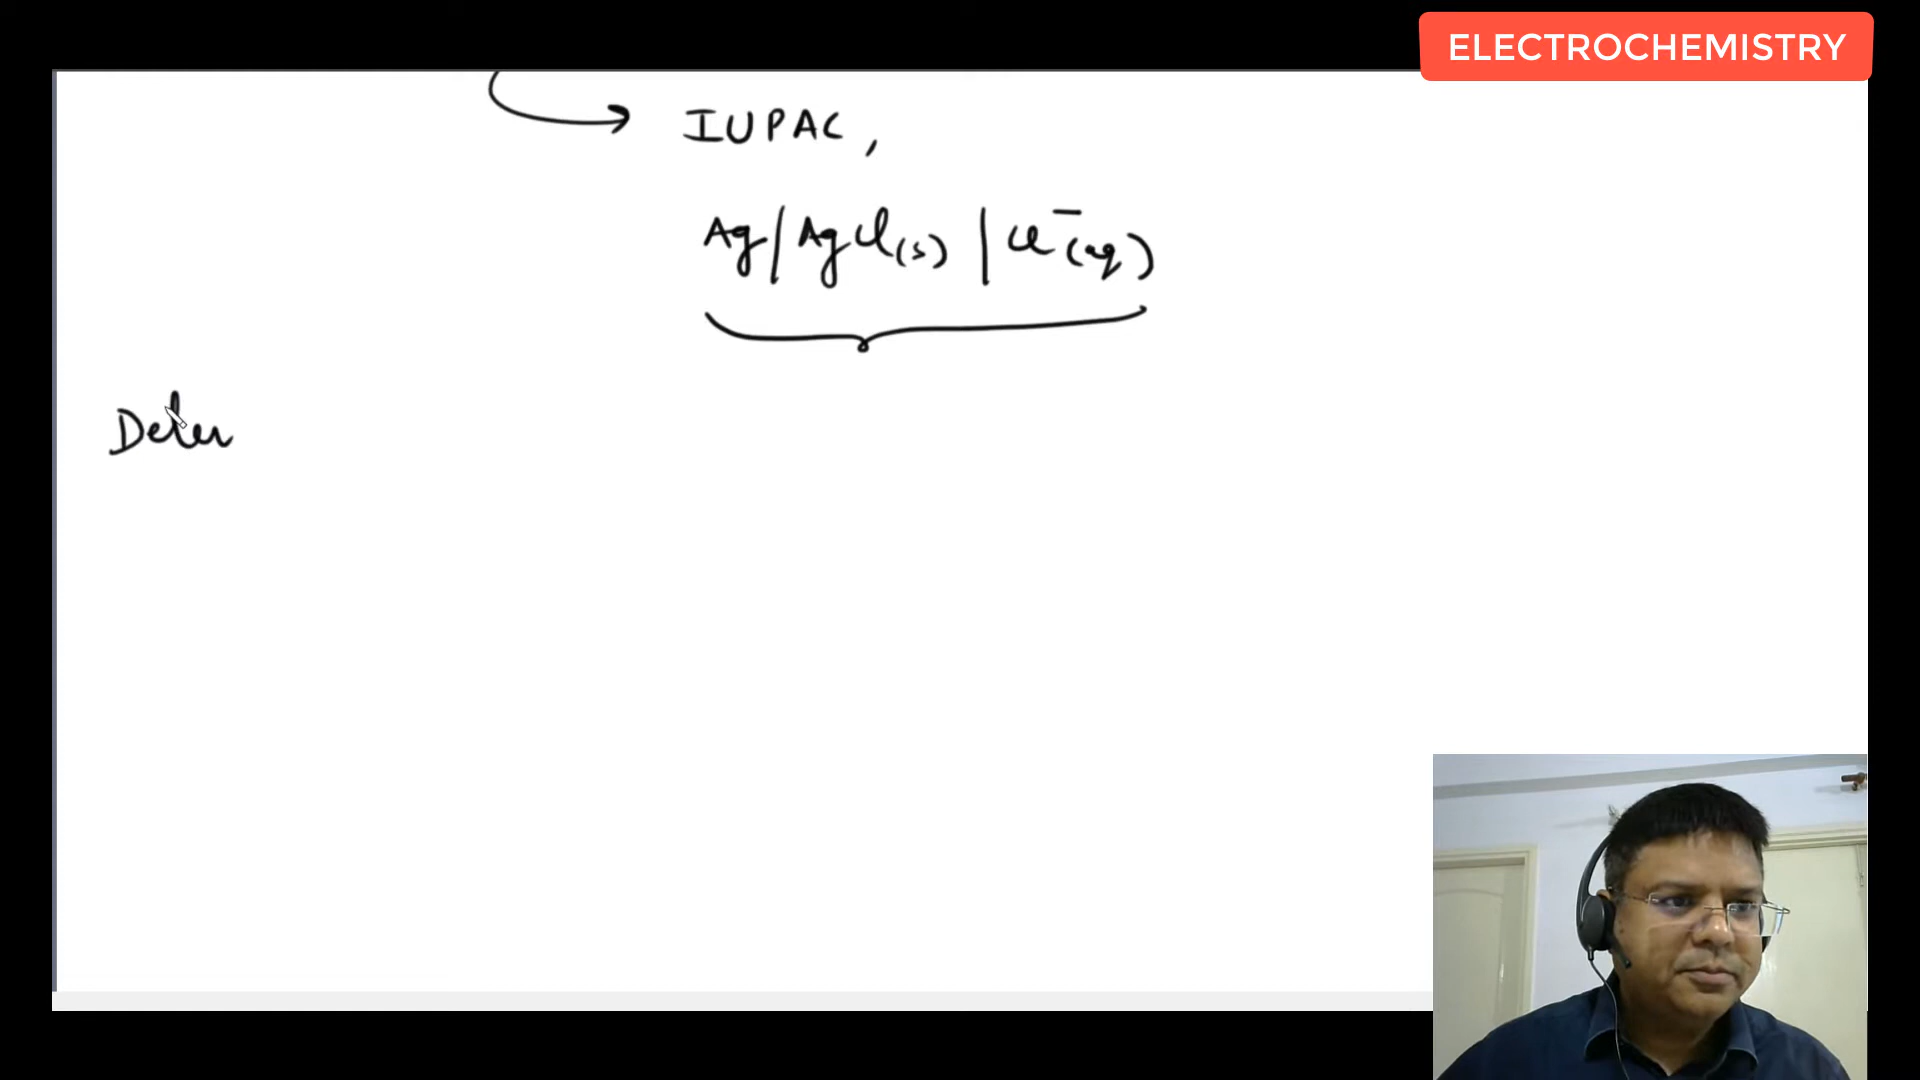 ELECTROCHEMISTRY
IUPAC,
Ag | AgCl(s) | Cl⁻(aq)
Deter